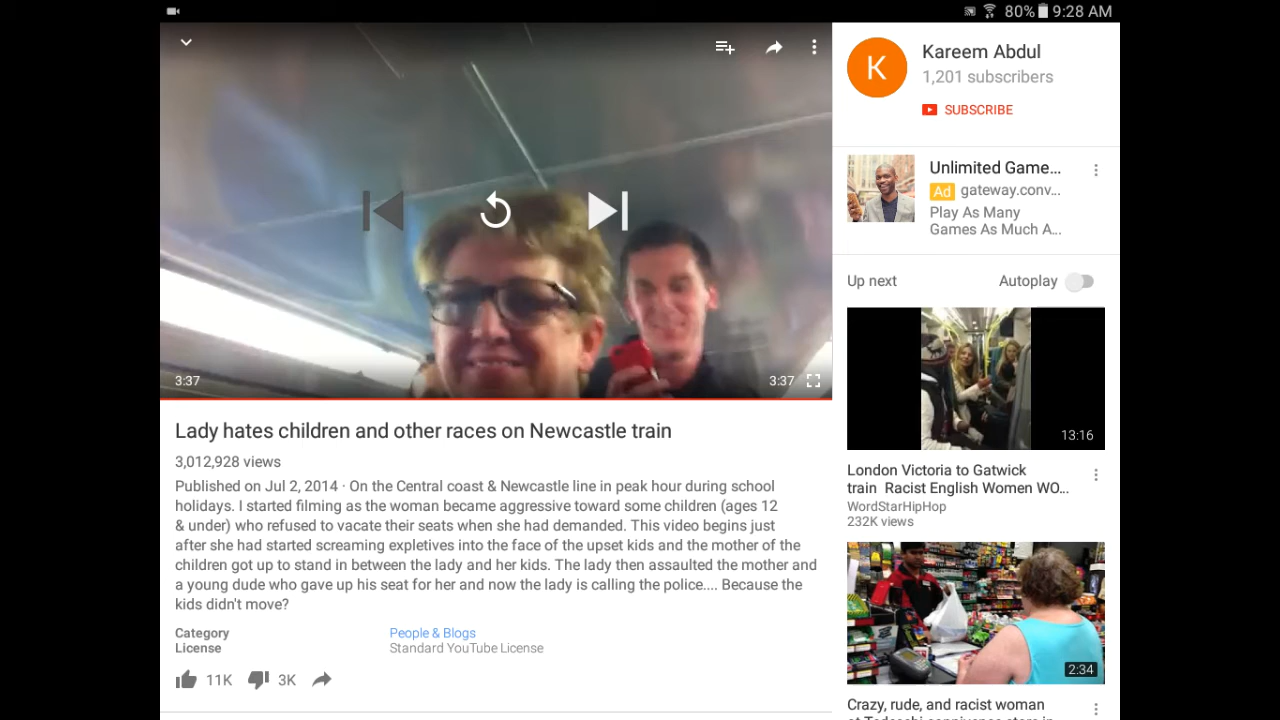 80% 9:28 AM
3:37
3:37
Lady hates children and other races on Newcastle train
3,012,928 views
Published on Jul 2, 2014 · On the Central coast & Newcastle line in peak hour during school
holidays. I started filming as the woman became aggressive toward some children (ages 12
& under) who refused to vacate their seats when she had demanded. This video begins just
after she had started screaming expletives into the face of the upset kids and the mother of the
children got up to stand in between the lady and her kids. The lady then assaulted the mother and
a young dude who gave up his seat for her and now the lady is calling the police.... Because the
kids didn't move?
Category People & Blogs
License Standard YouTube License
11K 3K
K
Kareem Abdul
1,201 subscribers
SUBSCRIBE
Unlimited Game...
Ad gateway.conv...
Play As Many
Games As Much A...
Up next Autoplay
13:16
London Victoria to Gatwick
train Racist English Women WO...
WordStarHipHop
232K views
2:34
Crazy, rude, and racist woman